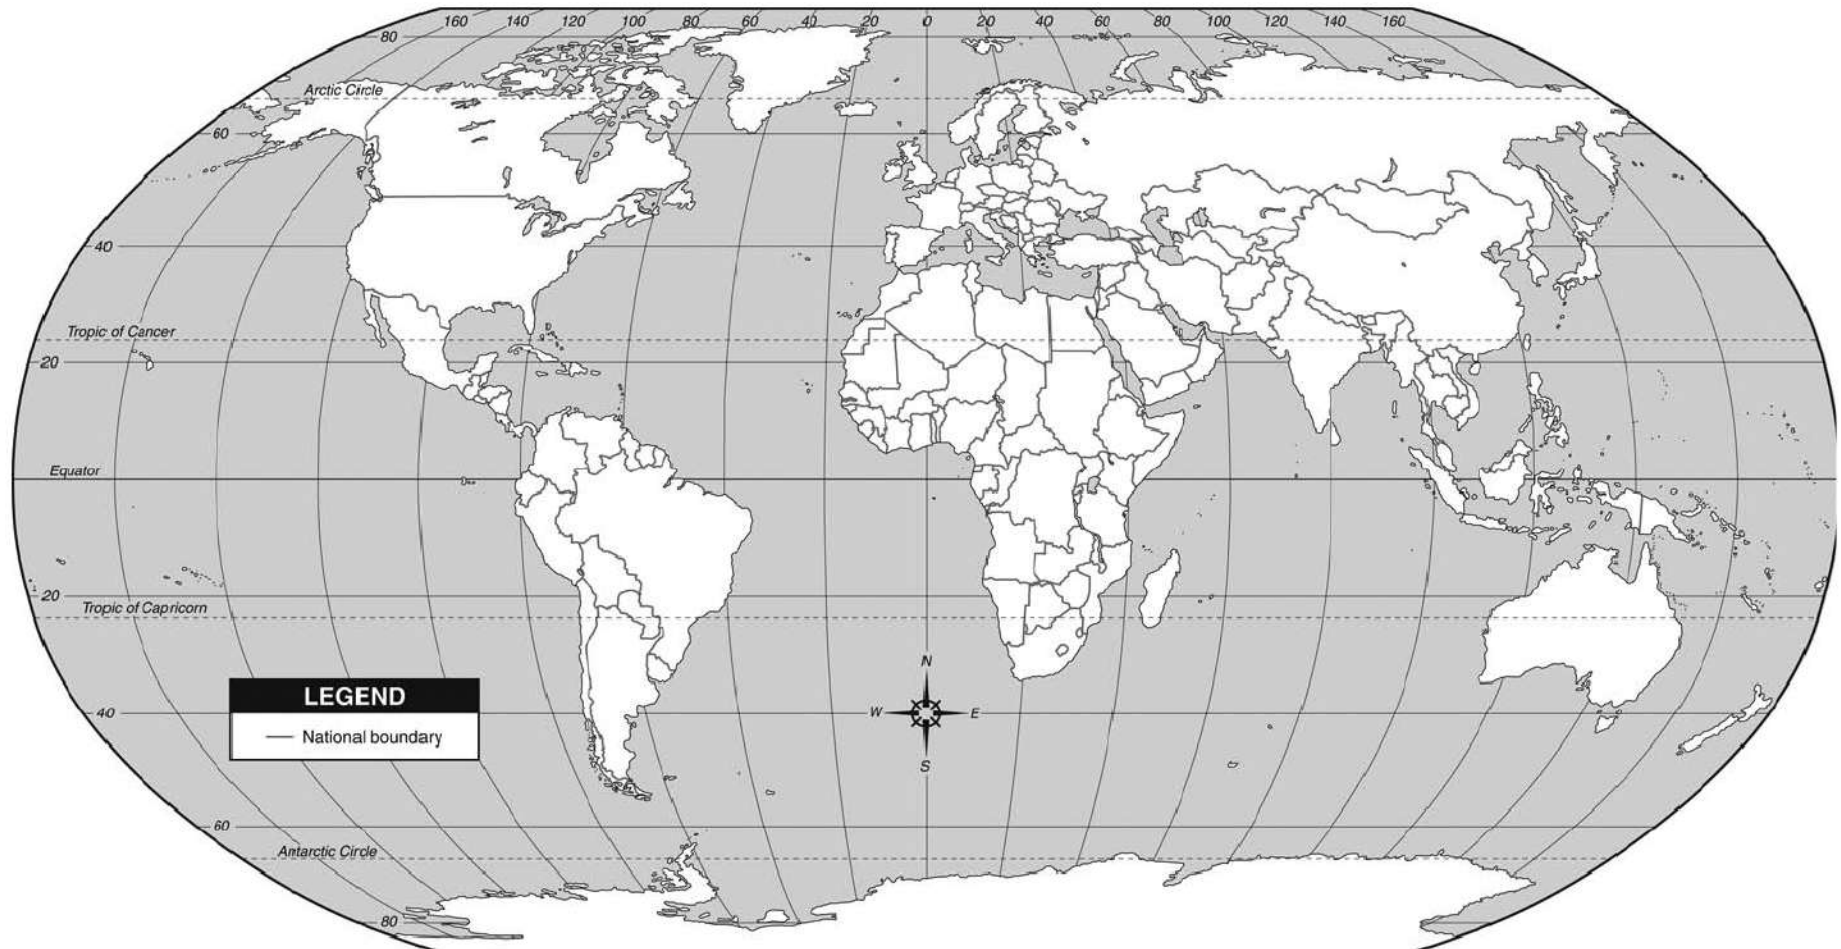 160 140 120 100 80 60 40 20 0 20 40 60 80 100 120 140 160
80
Arctic Circle
60
40
Tropic of Cancer
20
Equator
20
Tropic of Capricorn
N
W E
S
LEGEND
National boundary
40
60
Antarctic Circle
80